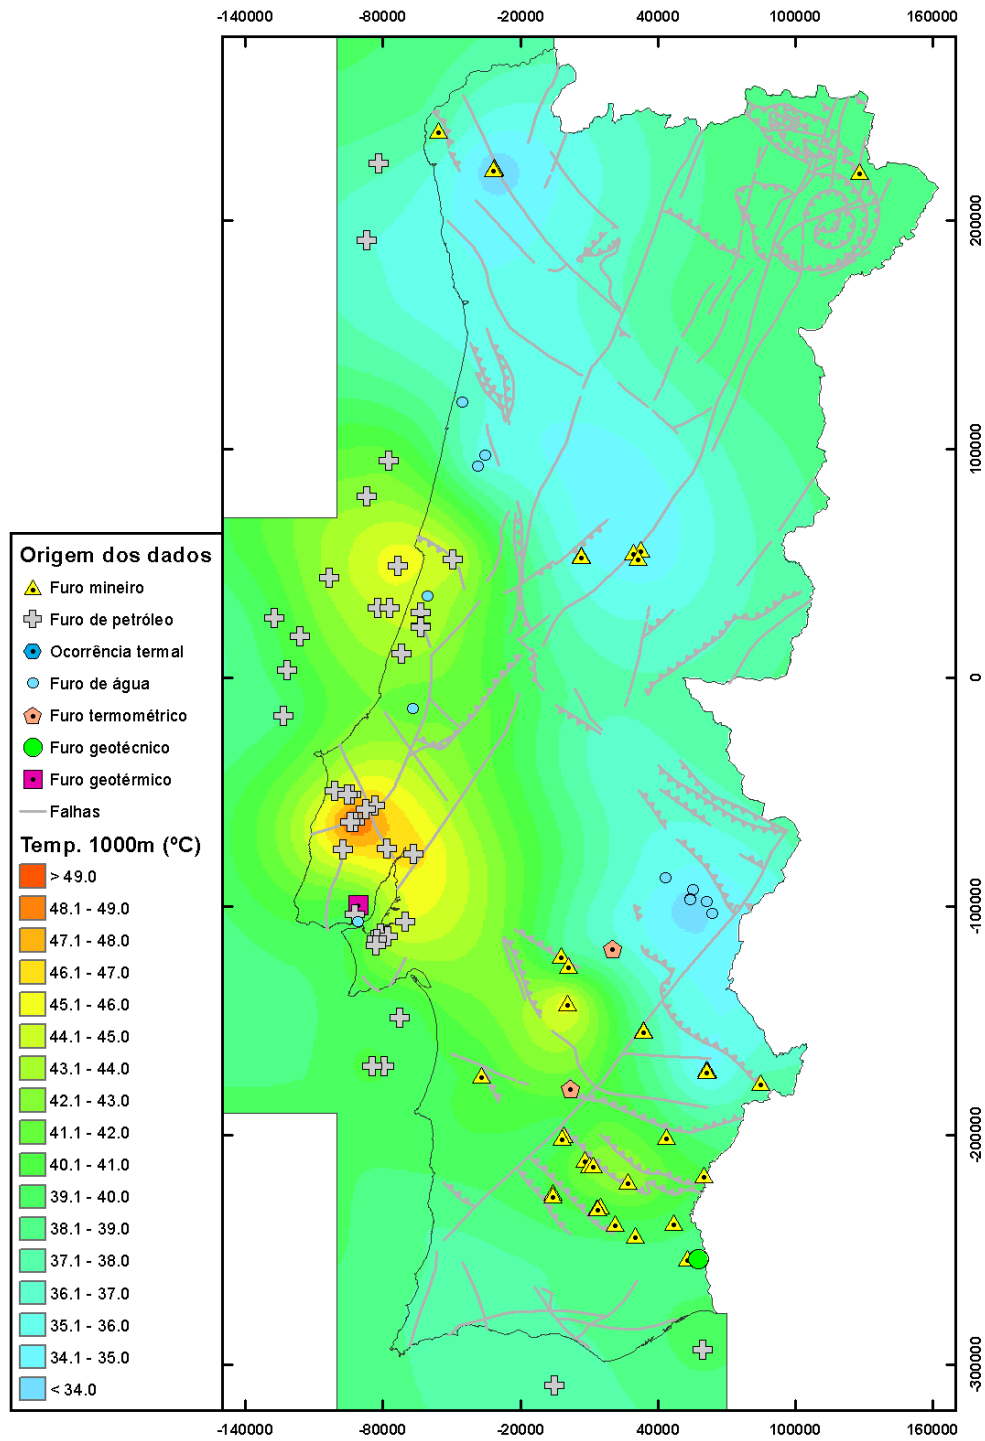 -140000 -80000 -20000 40000 100000 160000
200000
100000
0
-100000
-200000
-300000
Origem dos dados
Furo mineiro
Furo de petróleo
Ocorrência termal
Furo de água
Furo termométrico
Furo geotécnico
Furo geotérmico
Falhas
Temp. 1000m (ºC)
> 49.0
48.1 - 49.0
47.1 - 48.0
46.1 - 47.0
45.1 - 46.0
44.1 - 45.0
43.1 - 44.0
42.1 - 43.0
41.1 - 42.0
40.1 - 41.0
39.1 - 40.0
38.1 - 39.0
37.1 - 38.0
36.1 - 37.0
35.1 - 36.0
34.1 - 35.0
< 34.0
-140000 -80000 -20000 40000 100000 160000